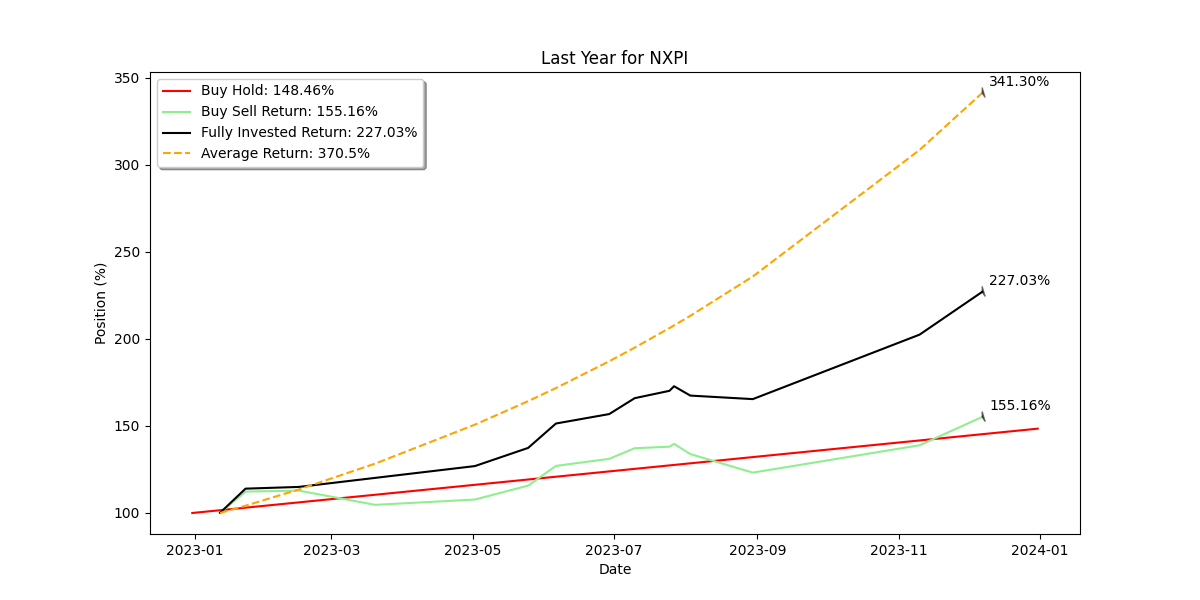 Last Year for NXPI
350
300
250
200
150
100
Position (%)
Buy Hold: 148.46%
Buy Sell Return: 155.16%
Fully Invested Return: 227.03%
Average Return: 370.5%
341.30%
227.03%
155.16%
2023-01 2023-03 2023-05 2023-07 2023-09 2023-11 2024-01
Date